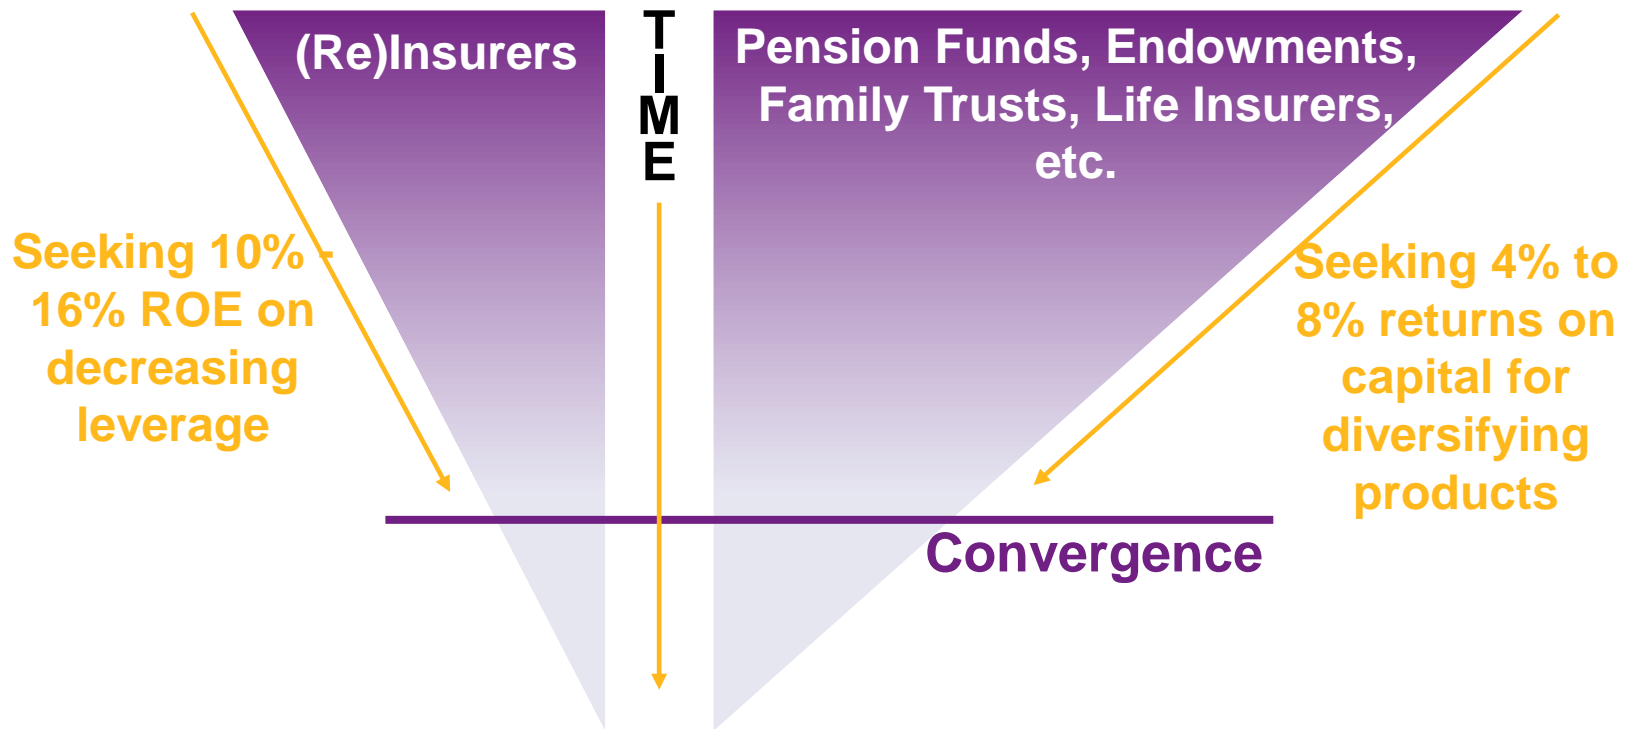 (Re)Insurers
TIME
Pension Funds, Endowments,
Family Trusts, Life Insurers,
etc.
Seeking 10% -
16% ROE on
decreasing
leverage
Seeking 4% to
8% returns on
capital for
diversifying
products
Convergence